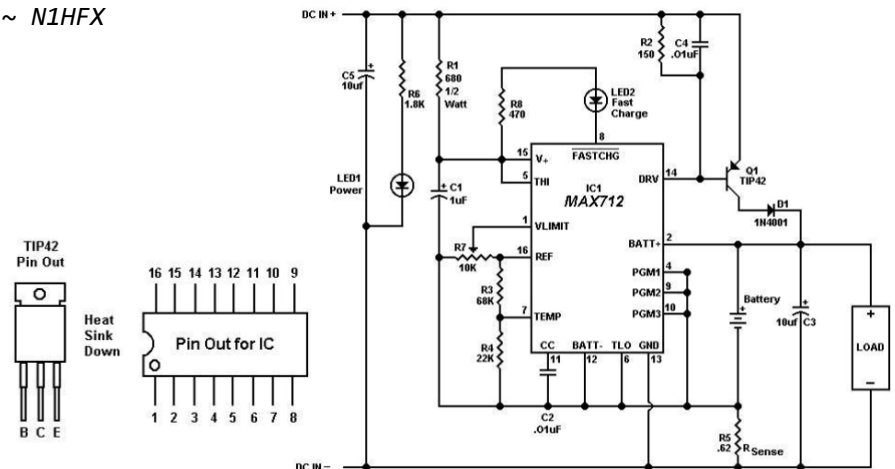 ~ N1HFX
DC IN+
C5
10uf
+
R6
1.8K
LED1
Power
R1
680
1/2
Watt
+
C1
1uF
R8
470
LED2
Fast
Charge
R2
150
C4
.01uF
Q1
TIP42
D1
1N4001
8
FASTCHG
15
V+
5
THI
IC1
MAX712
14
DRV
1
VLIMIT
2
BATT+
R7
10K
16
REF
4
PGM1
9
PGM2
10
PGM3
R3
68K
7
TEMP
R4
22K
CC BATT- TLO GND
11 12 6 13
C2
.01uF
Battery
+
+
10uf C3
+
LOAD
-
R5
.62
RSense
DC IN-
TIP42
Pin Out
Heat
Sink
Down
B C E
16 15 14 13 12 11 10 9
Pin Out for IC
1 2 3 4 5 6 7 8